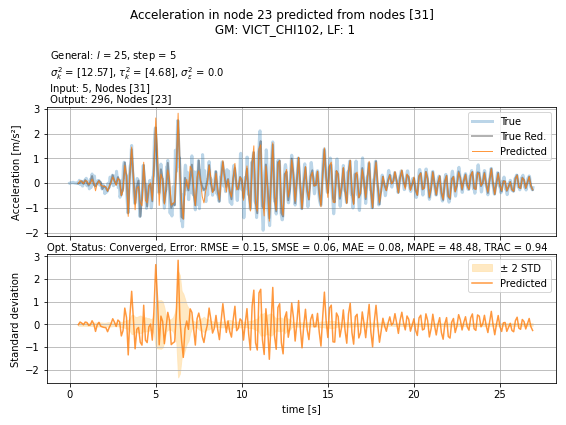 Acceleration in node 23 predicted from nodes [31]
GM: VICT_CHI102, LF: 1
General: l = 25, step = 5
σ²ₖ = [12.57], τ²ₖ = [4.68], σ²ε = 0.0
Input: 5, Nodes [31]
Output: 296, Nodes [23]
Acceleration [m/s²]
3
2
1
0
−1
−2
True
True Red.
Predicted
Opt. Status: Converged, Error: RMSE = 0.15, SMSE = 0.06, MAE = 0.08, MAPE = 48.48, TRAC = 0.94
Standard deviation
3
2
1
0
−1
−2
± 2 STD
Predicted
0 5 10 15 20 25
time [s]